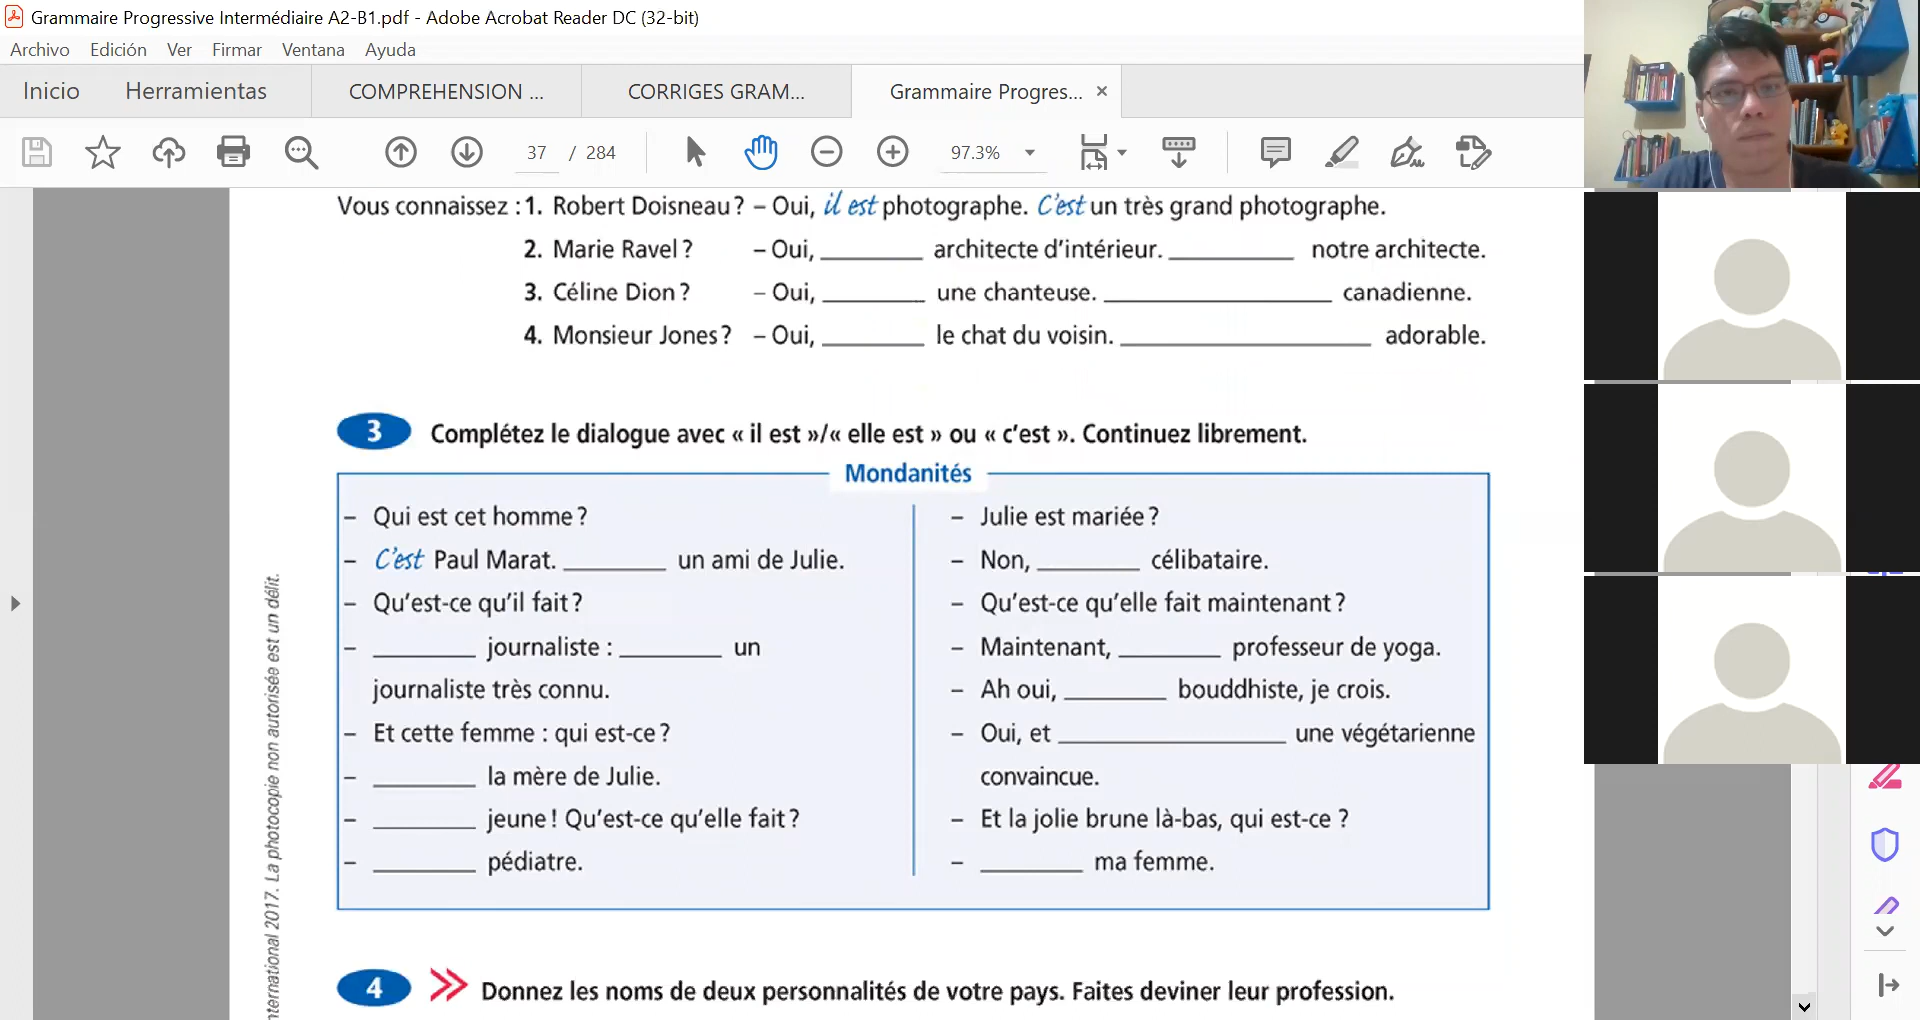 Grammaire Progressive Intermédiaire A2-B1.pdf - Adobe Acrobat Reader DC (32-bit)
Archivo Edición Ver Firmar Ventana Ayuda
Inicio Herramientas COMPREHENSION ... CORRIGES GRAM... Grammaire Progres... ×
37 / 284 97.3%
Vous connaissez : 1. Robert Doisneau ? – Oui, il est photographe. C'est un très grand photographe.
2. Marie Ravel ? – Oui, ________ architecte d'intérieur. __________ notre architecte.
3. Céline Dion ? – Oui, ________ une chanteuse. __________________ canadienne.
4. Monsieur Jones ? – Oui, ________ le chat du voisin. ____________________ adorable.
3 Complétez le dialogue avec « il est »/« elle est » ou « c'est ». Continuez librement.
Mondanités
– Qui est cet homme ?
– C'est Paul Marat. ________ un ami de Julie.
– Qu'est-ce qu'il fait ?
– ________ journaliste : ________ un
journaliste très connu.
– Et cette femme : qui est-ce ?
– ________ la mère de Julie.
– ________ jeune ! Qu'est-ce qu'elle fait ?
– ________ pédiatre.
– Julie est mariée ?
– Non, ________ célibataire.
– Qu'est-ce qu'elle fait maintenant ?
– Maintenant, ________ professeur de yoga.
– Ah oui, ________ bouddhiste, je crois.
– Oui, et __________________ une végétarienne
convaincue.
– Et la jolie brune là-bas, qui est-ce ?
– ________ ma femme.
4 Donnez les noms de deux personnalités de votre pays. Faites deviner leur profession.
International 2017. La photocopie non autorisée est un délit.